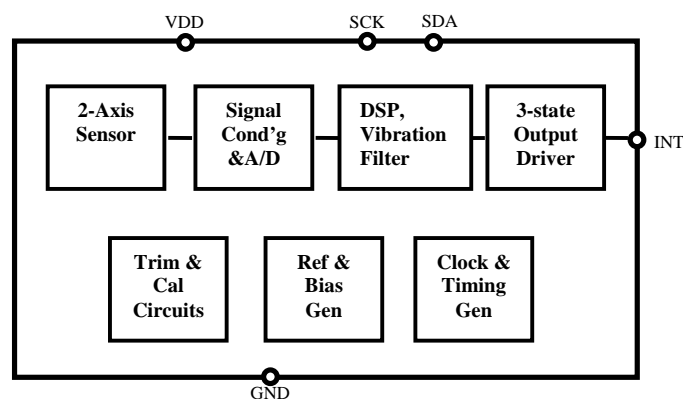 VDD
SCK
SDA
2-Axis
Sensor
Signal
Cond’g
&A/D
DSP,
Vibration
Filter
3-state
Output
Driver
INT
Trim &
Cal
Circuits
Ref &
Bias
Gen
Clock &
Timing
Gen
GND